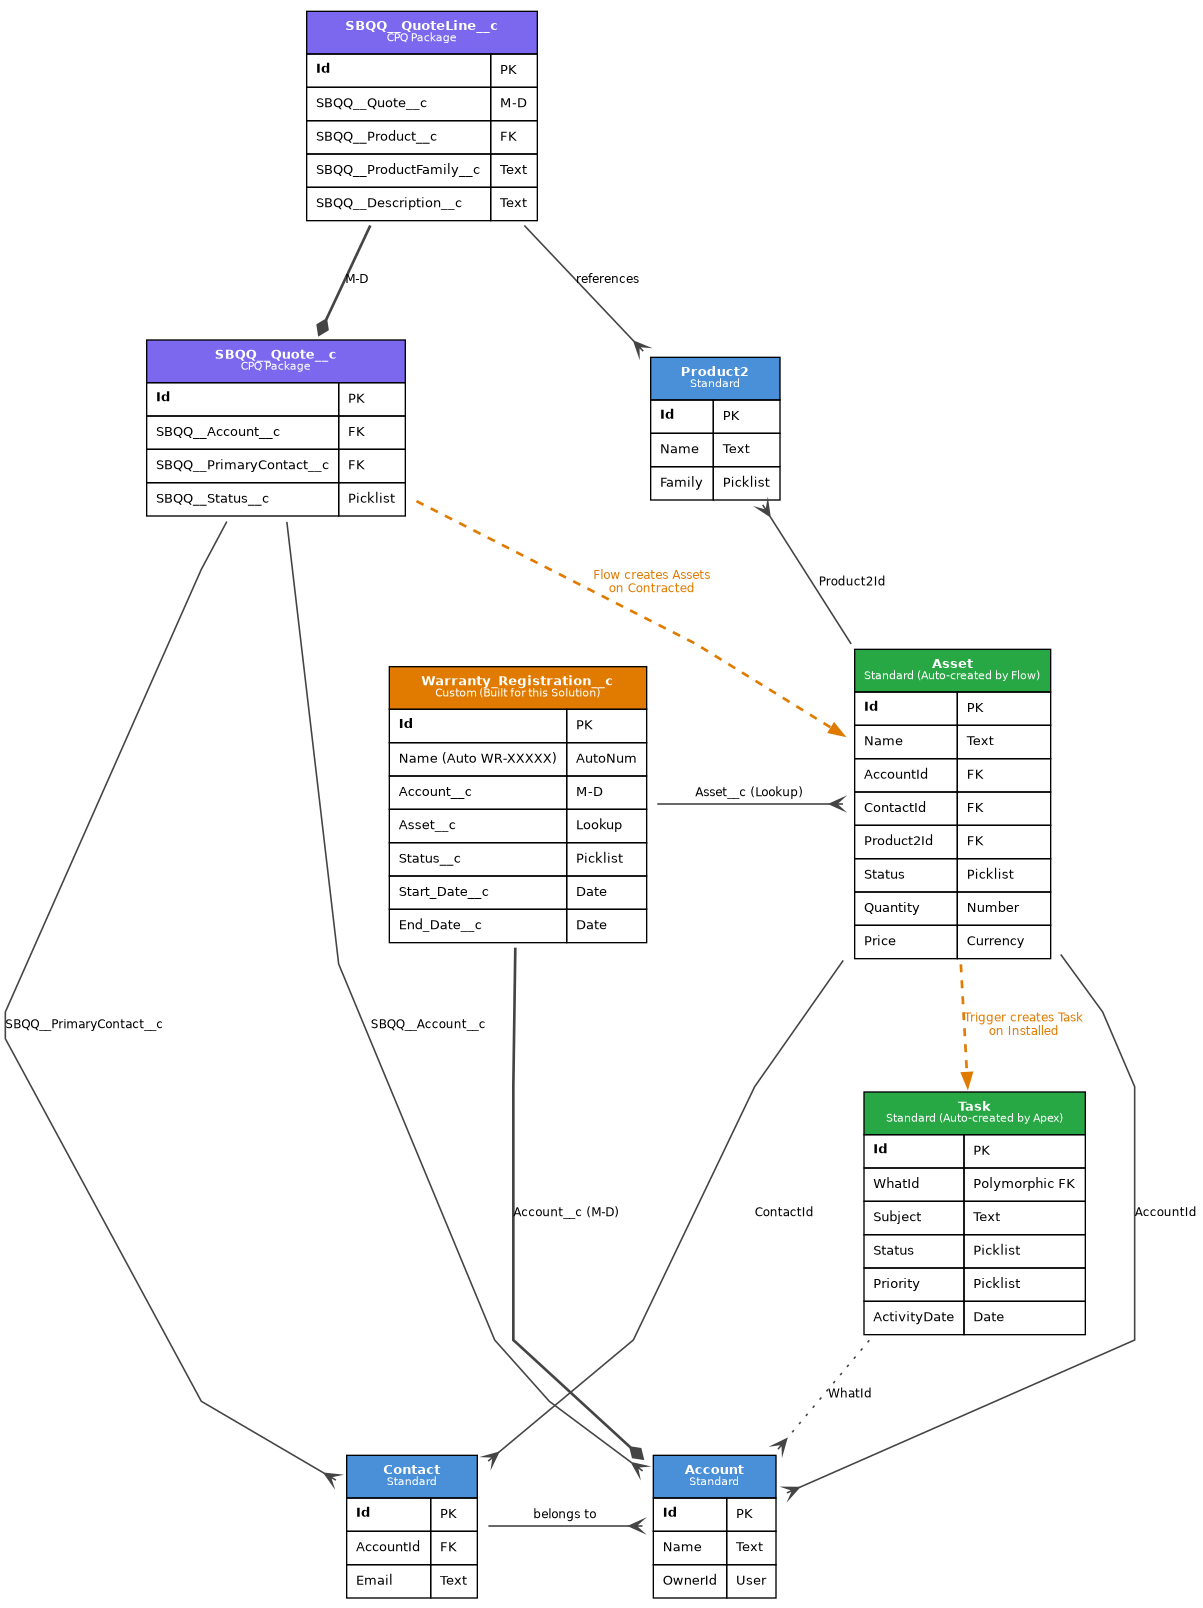 SBQQ__QuoteLine__c
CPQ Package
Id PK
SBQQ__Quote__c M-D
SBQQ__Product__c FK
SBQQ__ProductFamily__c Text
SBQQ__Description__c Text
M-D
references
SBQQ__Quote__c
CPQ Package
Id PK
SBQQ__Account__c FK
SBQQ__PrimaryContact__c FK
SBQQ__Status__c Picklist
Product2
Standard
Id PK
Name Text
Family Picklist
Flow creates Assets
on Contracted
Product2Id
Warranty_Registration__c
Custom (Built for this Solution)
Id PK
Name (Auto WR-XXXXX) AutoNum
Account__c M-D
Asset__c Lookup
Status__c Picklist
Start_Date__c Date
End_Date__c Date
Asset__c (Lookup)
Asset
Standard (Auto-created by Flow)
Id PK
Name Text
AccountId FK
ContactId FK
Product2Id FK
Status Picklist
Quantity Number
Price Currency
SBQQ__PrimaryContact__c
SBQQ__Account__c
Trigger creates Task
on Installed
Task
Standard (Auto-created by Apex)
Id PK
WhatId Polymorphic FK
Subject Text
Status Picklist
Priority Picklist
ActivityDate Date
Account__c (M-D)
ContactId
AccountId
WhatId
Contact
Standard
Id PK
AccountId FK
Email Text
belongs to
Account
Standard
Id PK
Name Text
OwnerId User